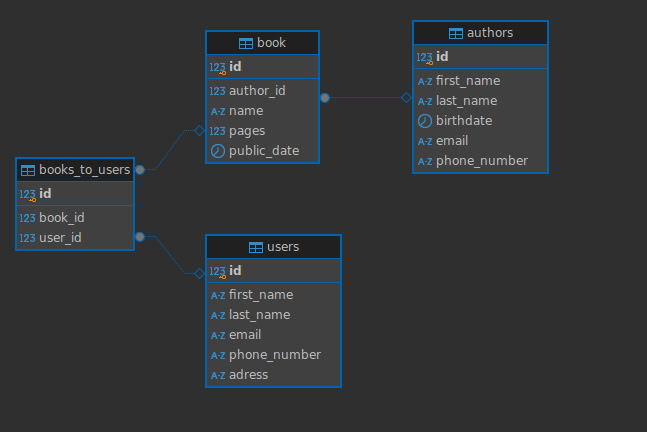 book
123 id
123 author_id
A-Z name
123 pages
public_date
authors
123 id
A-Z first_name
A-Z last_name
birthdate
A-Z email
A-Z phone_number
books_to_users
123 id
123 book_id
123 user_id
users
123 id
A-Z first_name
A-Z last_name
A-Z email
A-Z phone_number
A-Z adress